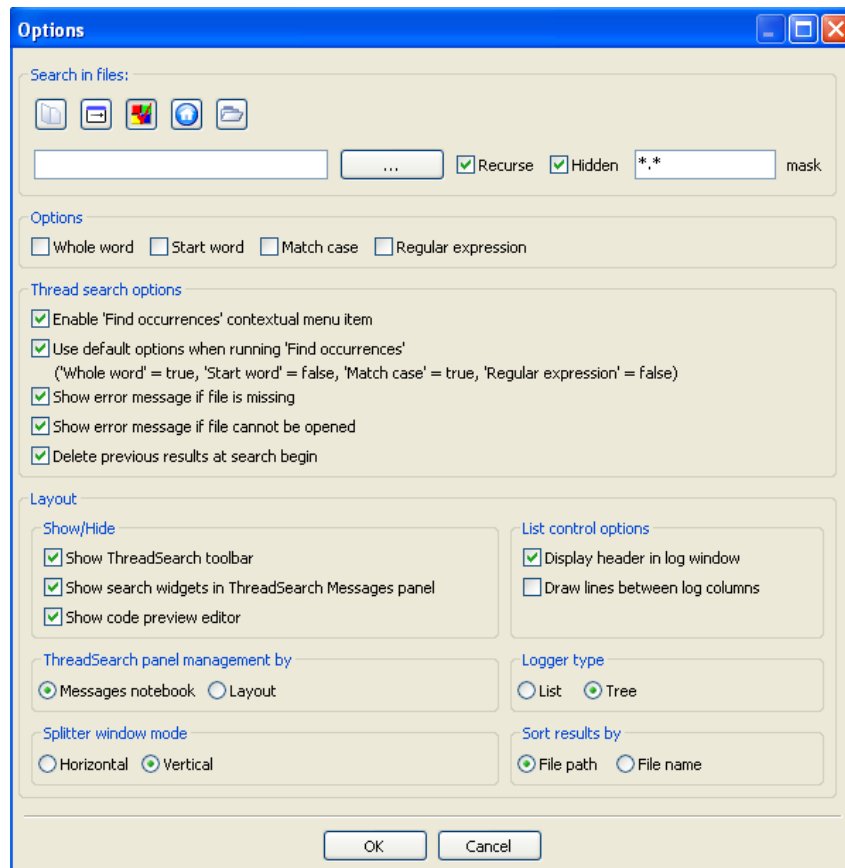 Options
Search in files:
... Recurse Hidden *.* mask
Options
Whole word Start word Match case Regular expression
Thread search options
Enable 'Find occurrences' contextual menu item
Use default options when running 'Find occurrences'
('Whole word' = true, 'Start word' = false, 'Match case' = true, 'Regular expression' = false)
Show error message if file is missing
Show error message if file cannot be opened
Delete previous results at search begin
Layout
Show/Hide
Show ThreadSearch toolbar
Show search widgets in ThreadSearch Messages panel
Show code preview editor
List control options
Display header in log window
Draw lines between log columns
ThreadSearch panel management by
Messages notebook Layout
Logger type
List Tree
Splitter window mode
Horizontal Vertical
Sort results by
File path File name
OK Cancel